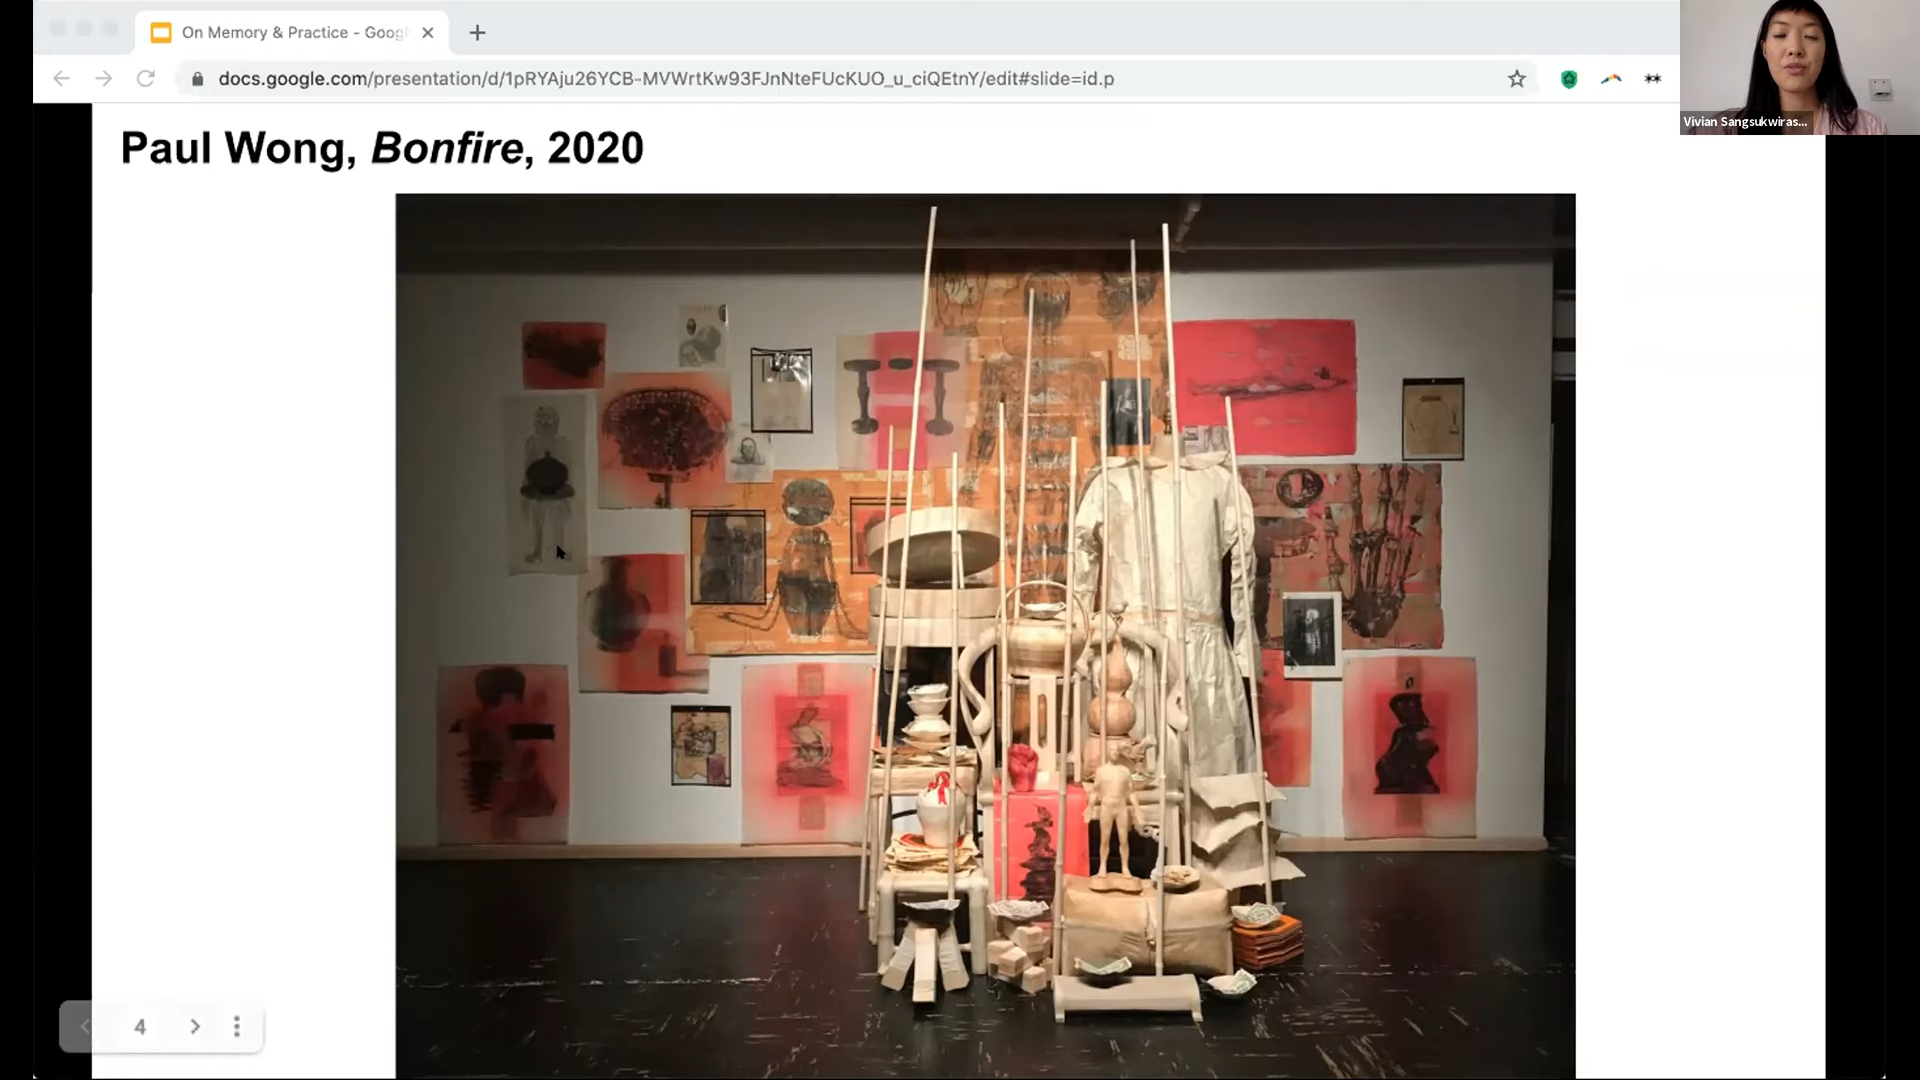 On Memory & Practice - Goog
docs.google.com/presentation/d/1pRYAju26YCB-MVWrtKw93FJnNteFUcKUO_u_ciQEtnY/edit#slide=id.p
Vivian Sangsukwiras...
Paul Wong, Bonfire, 2020
4